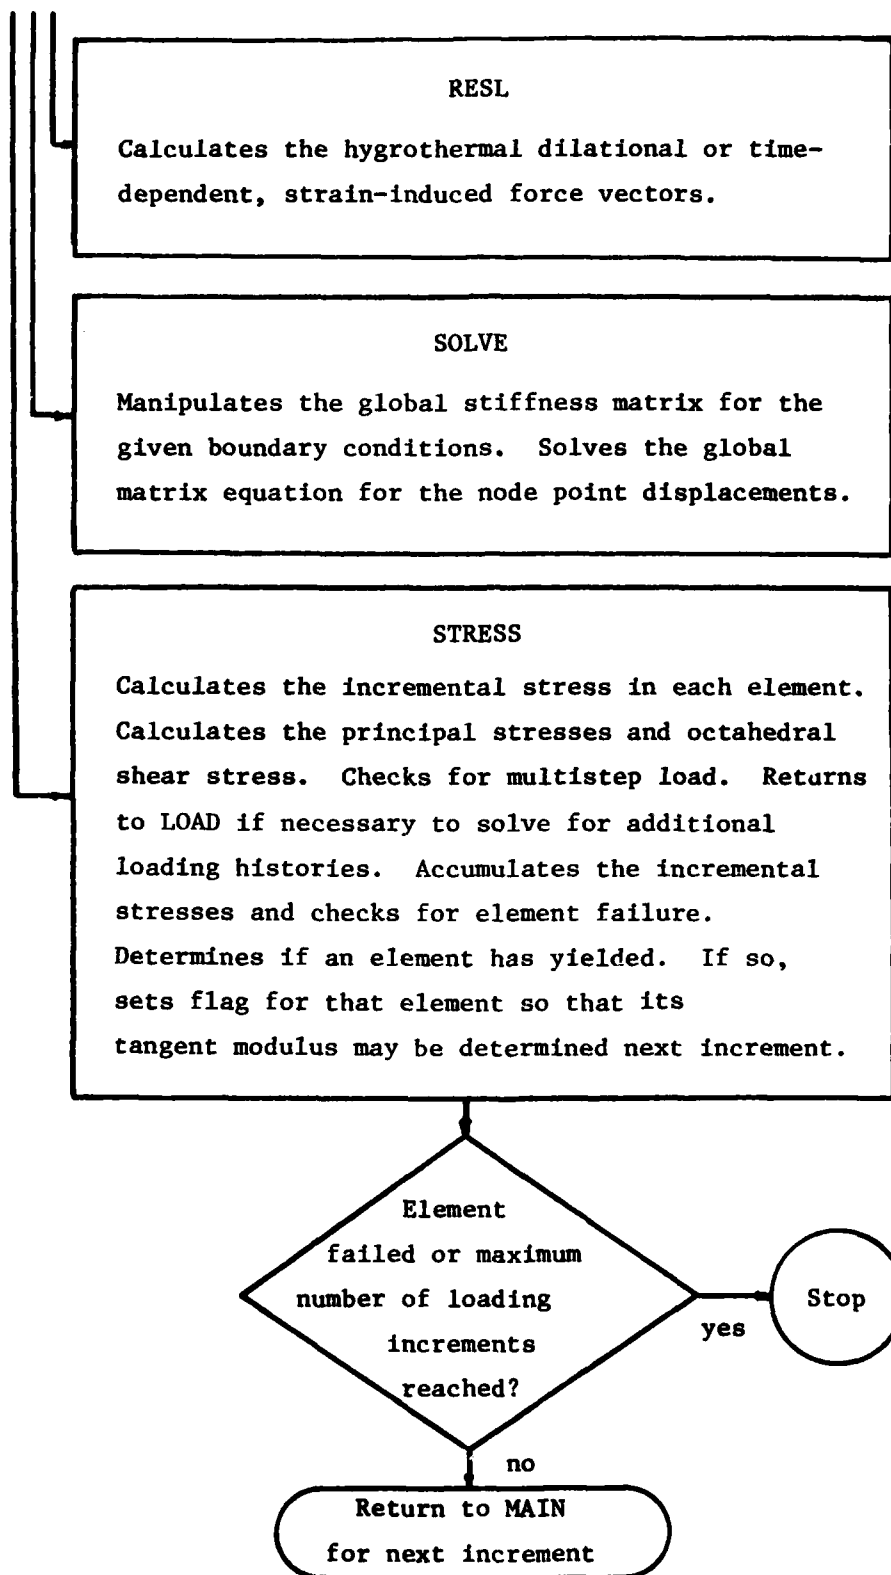 RESL
Calculates the hygrothermal dilational or time-
dependent, strain-induced force vectors.
SOLVE
Manipulates the global stiffness matrix for the
given boundary conditions. Solves the global
matrix equation for the node point displacements.
STRESS
Calculates the incremental stress in each element.
Calculates the principal stresses and octahedral
shear stress. Checks for multistep load. Returns
to LOAD if necessary to solve for additional
loading histories. Accumulates the incremental
stresses and checks for element failure.
Determines if an element has yielded. If so,
sets flag for that element so that its
tangent modulus may be determined next increment.
Element
failed or maximum
number of loading
increments
reached?
yes
Stop
no
Return to MAIN
for next increment